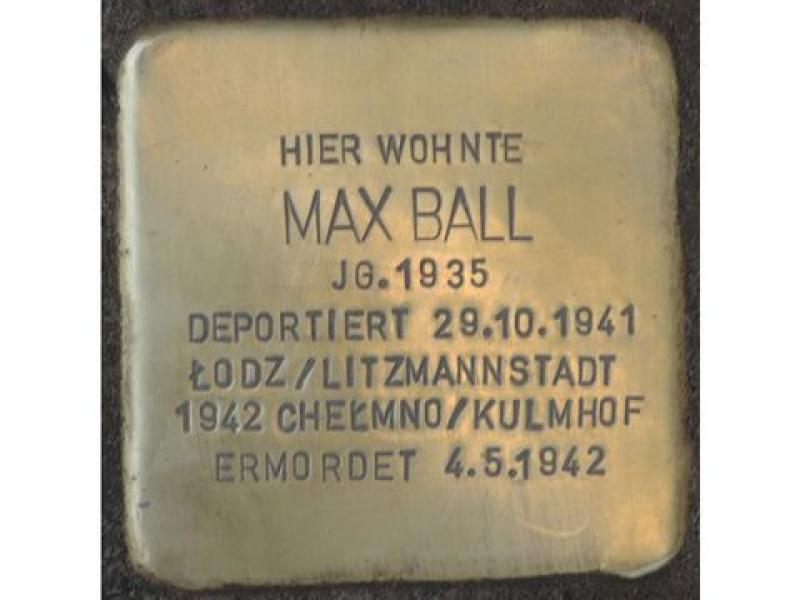 HIER WOHNTE
MAX BALL
JG.1935
DEPORTIERT 29.10.1941
ŁODZ/LITZMANNSTADT
1942 CHEŁMNO/KULMHOF
ERMORDET 4.5.1942